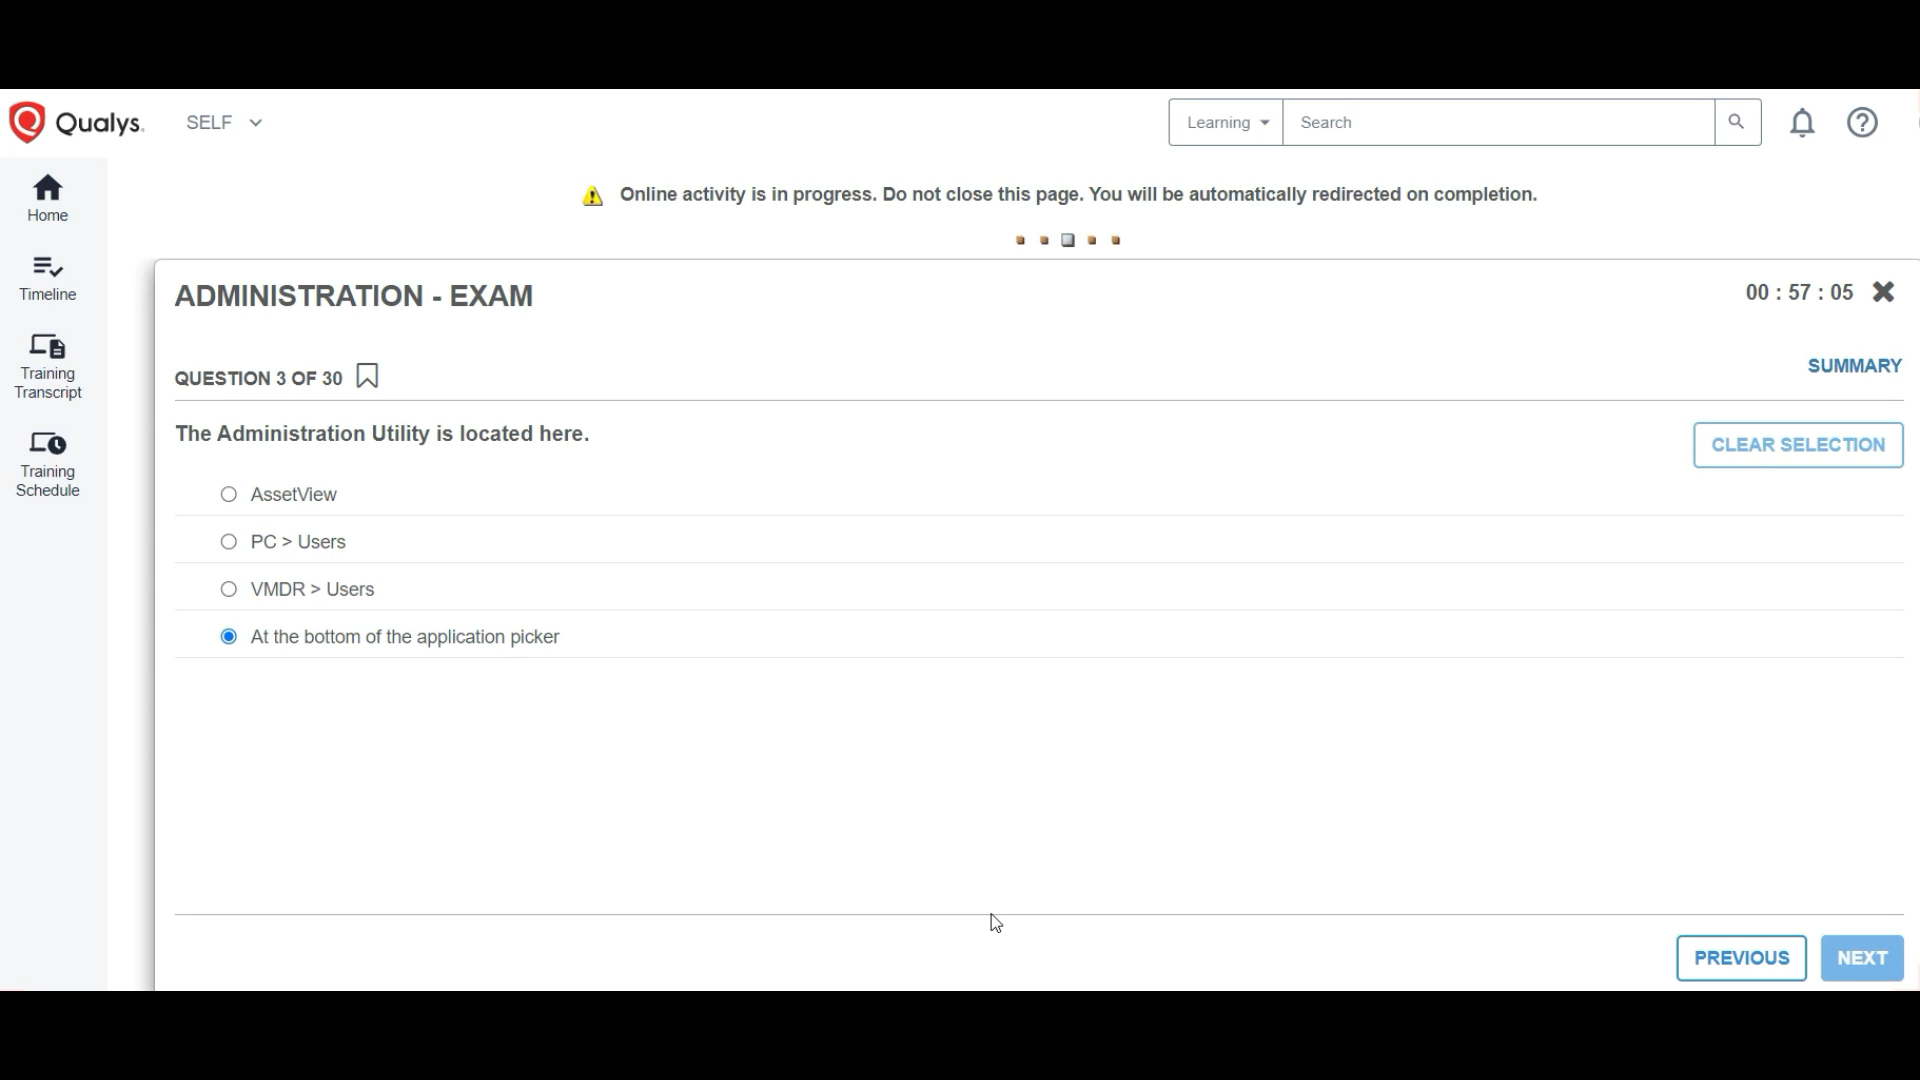 Qualys.
SELF
Learning
Search
Home
Timeline
Training
Transcript
Training
Schedule
Online activity is in progress. Do not close this page. You will be automatically redirected on completion.
ADMINISTRATION - EXAM
00 : 57 : 05
QUESTION 3 OF 30
SUMMARY
The Administration Utility is located here.
CLEAR SELECTION
AssetView
PC > Users
VMDR > Users
At the bottom of the application picker
PREVIOUS
NEXT